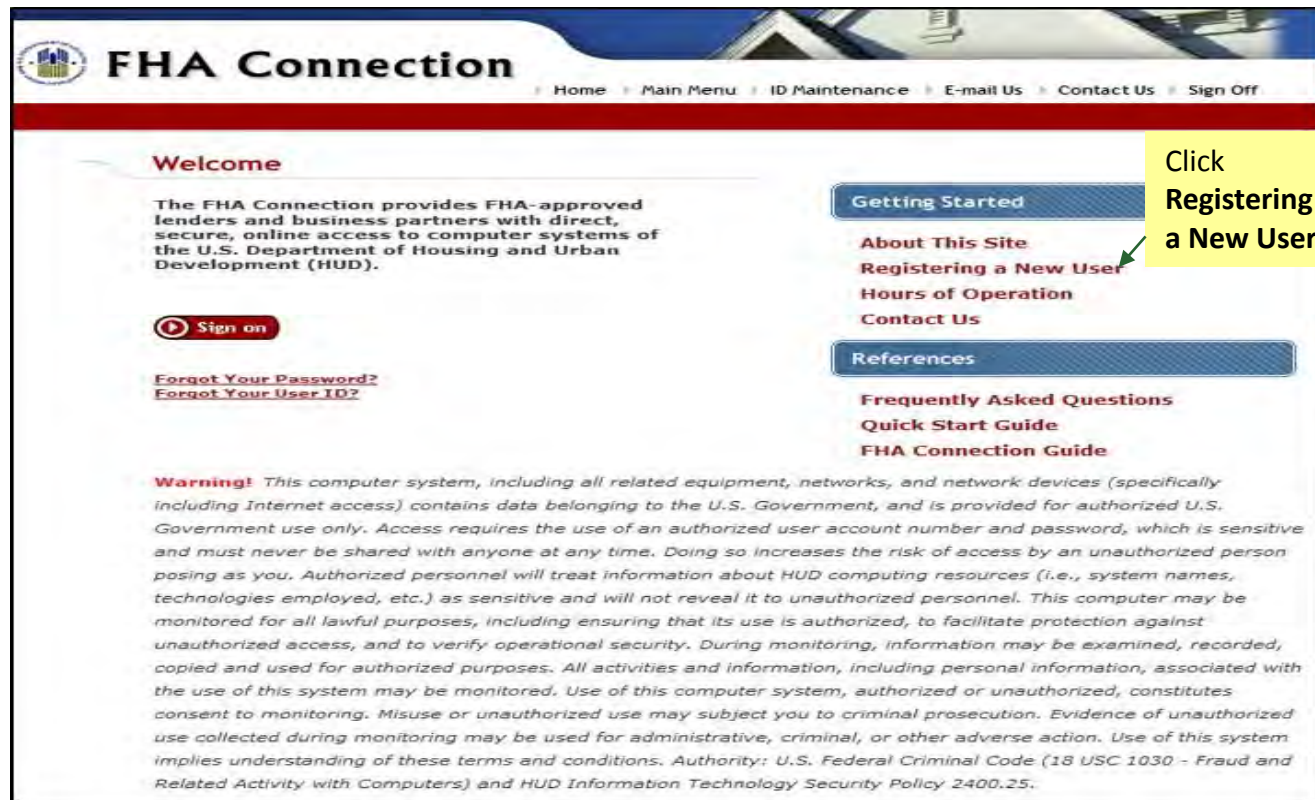 FHA Connection
Home Main Menu ID Maintenance E-mail Us Contact Us Sign Off
Welcome
The FHA Connection provides FHA-approved
lenders and business partners with direct,
secure, online access to computer systems of
the U.S. Department of Housing and Urban
Development (HUD).
Sign on
Forgot Your Password?
Forgot Your User ID?
Getting Started
About This Site
Registering a New User
Hours of Operation
Contact Us
Click
Registering
a New User
References
Frequently Asked Questions
Quick Start Guide
FHA Connection Guide
Warning! This computer system, including all related equipment, networks, and network devices (specifically
including Internet access) contains data belonging to the U.S. Government, and is provided for authorized U.S.
Government use only. Access requires the use of an authorized user account number and password, which is sensitive
and must never be shared with anyone at any time. Doing so increases the risk of access by an unauthorized person
posing as you. Authorized personnel will treat information about HUD computing resources (i.e., system names,
technologies employed, etc.) as sensitive and will not reveal it to unauthorized personnel. This computer may be
monitored for all lawful purposes, including ensuring that its use is authorized, to facilitate protection against
unauthorized access, and to verify operational security. During monitoring, information may be examined, recorded,
copied and used for authorized purposes. All activities and information, including personal information, associated with
the use of this system may be monitored. Use of this computer system, authorized or unauthorized, constitutes
consent to monitoring. Misuse or unauthorized use may subject you to criminal prosecution. Evidence of unauthorized
use collected during monitoring may be used for administrative, criminal, or other adverse action. Use of this system
implies understanding of these terms and conditions. Authority: U.S. Federal Criminal Code (18 USC 1030 - Fraud and
Related Activity with Computers) and HUD Information Technology Security Policy 2400.25.